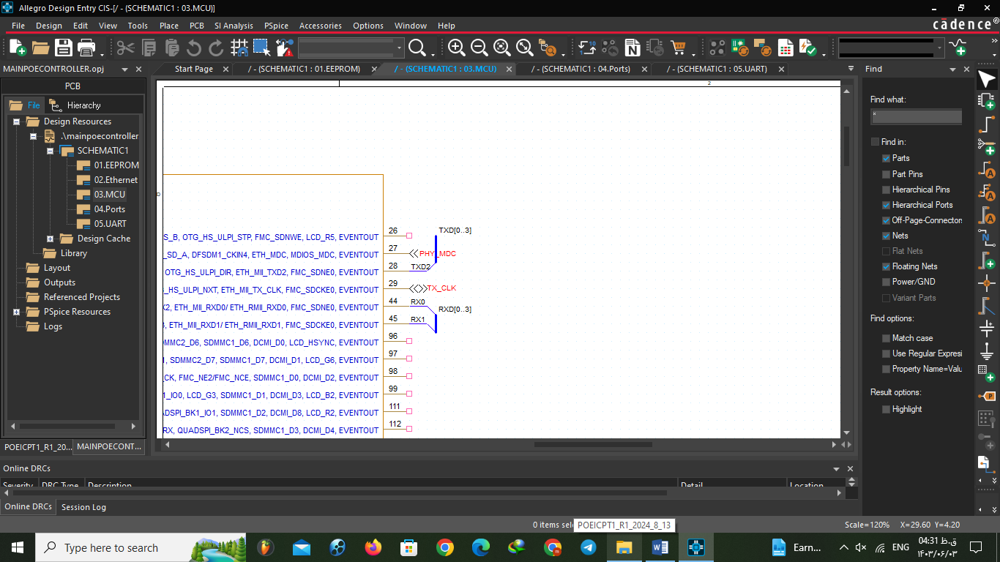 Allegro Design Entry CIS-[/ - (SCHEMATIC1 : 03.MCU)]
File Design Edit View Tools Place PCB SI Analysis PSpice Accessories Options Window Help
cādence®
MAINPOECONTROLLER.opj
Start Page / - (SCHEMATIC1 : 01.EEPROM) / - (SCHEMATIC1 : 03.MCU) / - (SCHEMATIC1 : 04.Ports) / - (SCHEMATIC1 : 05.UART)
PCB
File Hierarchy
Design Resources
.\mainpoecontroller
SCHEMATIC1
01.EEPROM
02.Ethernet
03.MCU
04.Ports
05.UART
Design Cache
Library
Layout
Outputs
Referenced Projects
PSpice Resources
Logs
POEICPT1_R1_20... MAINPOECONT...
2
D
S_B, OTG_HS_ULPI_STP, FMC_SDNWE, LCD_R5, EVENTOUT 26 TXD[0..3]
_SD_A, DFSDM1_CKIN4, ETH_MDC, MDIOS_MDC, EVENTOUT 27 PHY_MDC
OTG_HS_ULPI_DIR, ETH_MII_TXD2, FMC_SDNE0, EVENTOUT 28 TXD2
_HS_ULPI_NXT, ETH_MII_TX_CLK, FMC_SDCKE0, EVENTOUT 29 TX_CLK
X2, ETH_MII_RXD0/ ETH_RMII_RXD0, FMC_SDNE0, EVENTOUT 44 RX0 RXD[0..3]
ETH_MII_RXD1/ ETH_RMII_RXD1, FMC_SDCKE0, EVENTOUT 45 RX1
MMC2_D6, SDMMC1_D6, DCMI_D0, LCD_HSYNC, EVENTOUT 96
SDMMC2_D7, SDMMC1_D7, DCMI_D1, LCD_G6, EVENTOUT 97
_CK, FMC_NE2/FMC_NCE, SDMMC1_D0, DCMI_D2, EVENTOUT 98
1_IO0, LCD_G3, SDMMC1_D1, DCMI_D3, LCD_B2, EVENTOUT 99
ADSPI_BK1_IO1, SDMMC1_D2, DCMI_D8, LCD_R2, EVENTOUT 111
RX, QUADSPI_BK2_NCS, SDMMC1_D3, DCMI_D4, EVENTOUT 112
Find
Find what:
*
Find in:
Parts
Part Pins
Hierarchical Pins
Hierarchical Ports
Off-Page-Connectors
Nets
Flat Nets
Floating Nets
Power/GND
Variant Parts
Find options:
Match case
Use Regular Expressi
Property Name=Valu
Result options:
Highlight
Online DRCs
Severity DRC Type Description Detail Location
Online DRCs Session Log
0 items sel POEICPT1_R1_2024_8_13 Scale=120% X=29.60 Y=4.20
Type here to search
Earn...
ENG
04:31 ق.ظ
۱۴۰۳/۰۶/۰۳